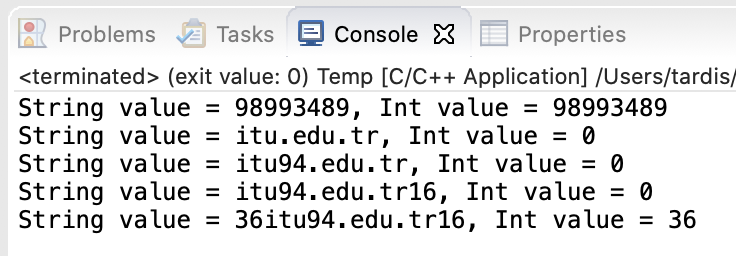 Problems Tasks Console Properties
<terminated> (exit value: 0) Temp [C/C++ Application] /Users/tardis/
String value = 98993489, Int value = 98993489
String value = itu.edu.tr, Int value = 0
String value = itu94.edu.tr, Int value = 0
String value = itu94.edu.tr16, Int value = 0
String value = 36itu94.edu.tr16, Int value = 36